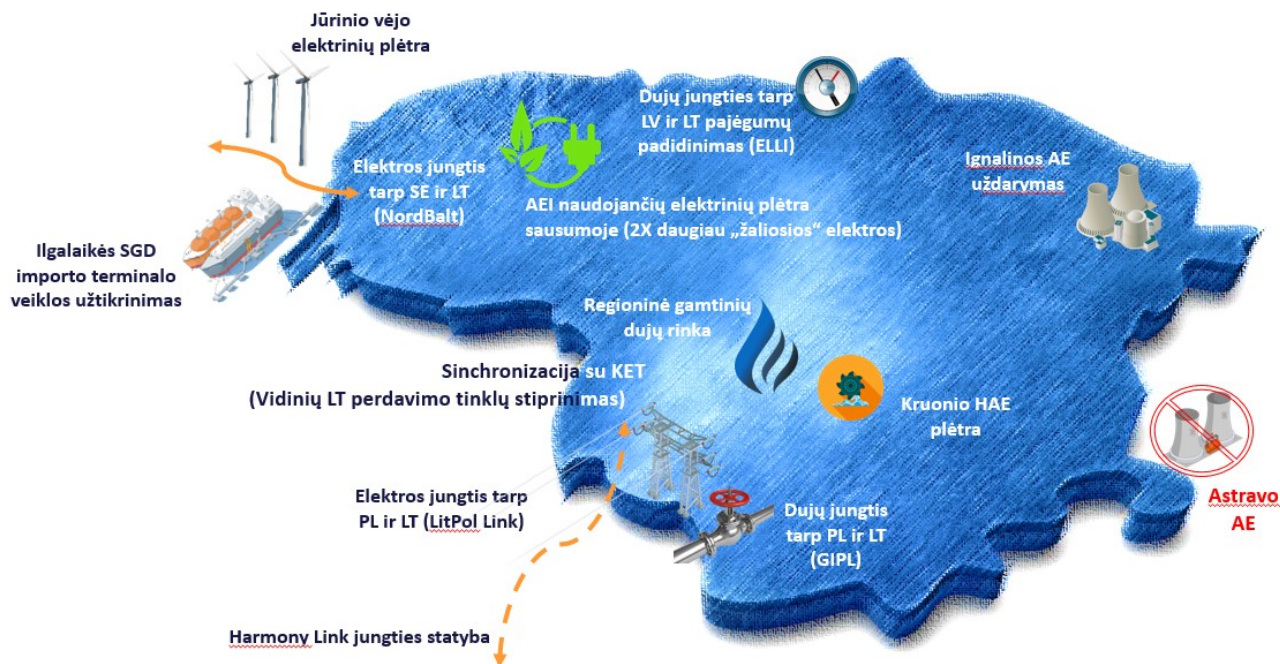 Jūrinio vėjo
elektrinių plėtra
Dujų jungties tarp
LV ir LT pajėgumų
padidinimas (ELLI)
Ignalinos AE
uždarymas
Elektros jungtis
tarp SE ir LT
(NordBalt)
AEI naudojančių elektrinių plėtra
sausumoje (2X daugiau „žaliosios“ elektros)
Ilgalaikės SGD
importo terminalo
veiklos užtikrinimas
Regioninė gamtinių
dujų rinka
Sinchronizacija su KET
(Vidinių LT perdavimo tinklų stiprinimas)
Kruonio HAE
plėtra
Astravo
AE
Elektros jungtis tarp
PL ir LT (LitPol Link)
Dujų jungtis
tarp PL ir LT
(GIPL)
Harmony Link jungties statyba